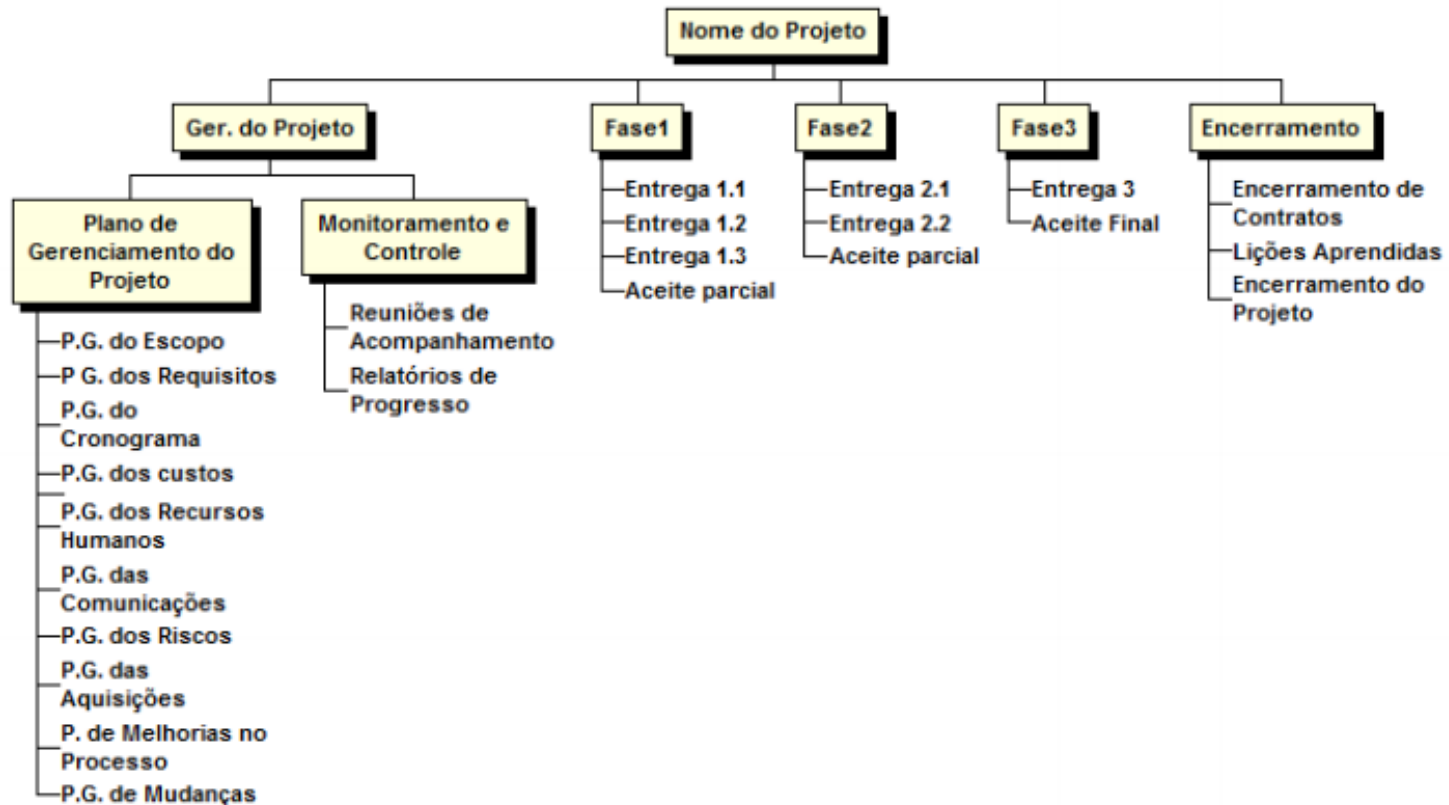 Nome do Projeto
Ger. do Projeto
Fase1
Fase2
Fase3
Encerramento
Plano de
Gerenciamento do
Projeto
P.G. do Escopo
P G. dos Requisitos
P.G. do
Cronograma
P.G. dos custos
P.G. dos Recursos
Humanos
P.G. das
Comunicações
P.G. dos Riscos
P.G. das
Aquisições
P. de Melhorias no
Processo
P.G. de Mudanças
Monitoramento e
Controle
Reuniões de
Acompanhamento
Relatórios de
Progresso
Entrega 1.1
Entrega 1.2
Entrega 1.3
Aceite parcial
Entrega 2.1
Entrega 2.2
Aceite parcial
Entrega 3
Aceite Final
Encerramento de
Contratos
Lições Aprendidas
Encerramento do
Projeto